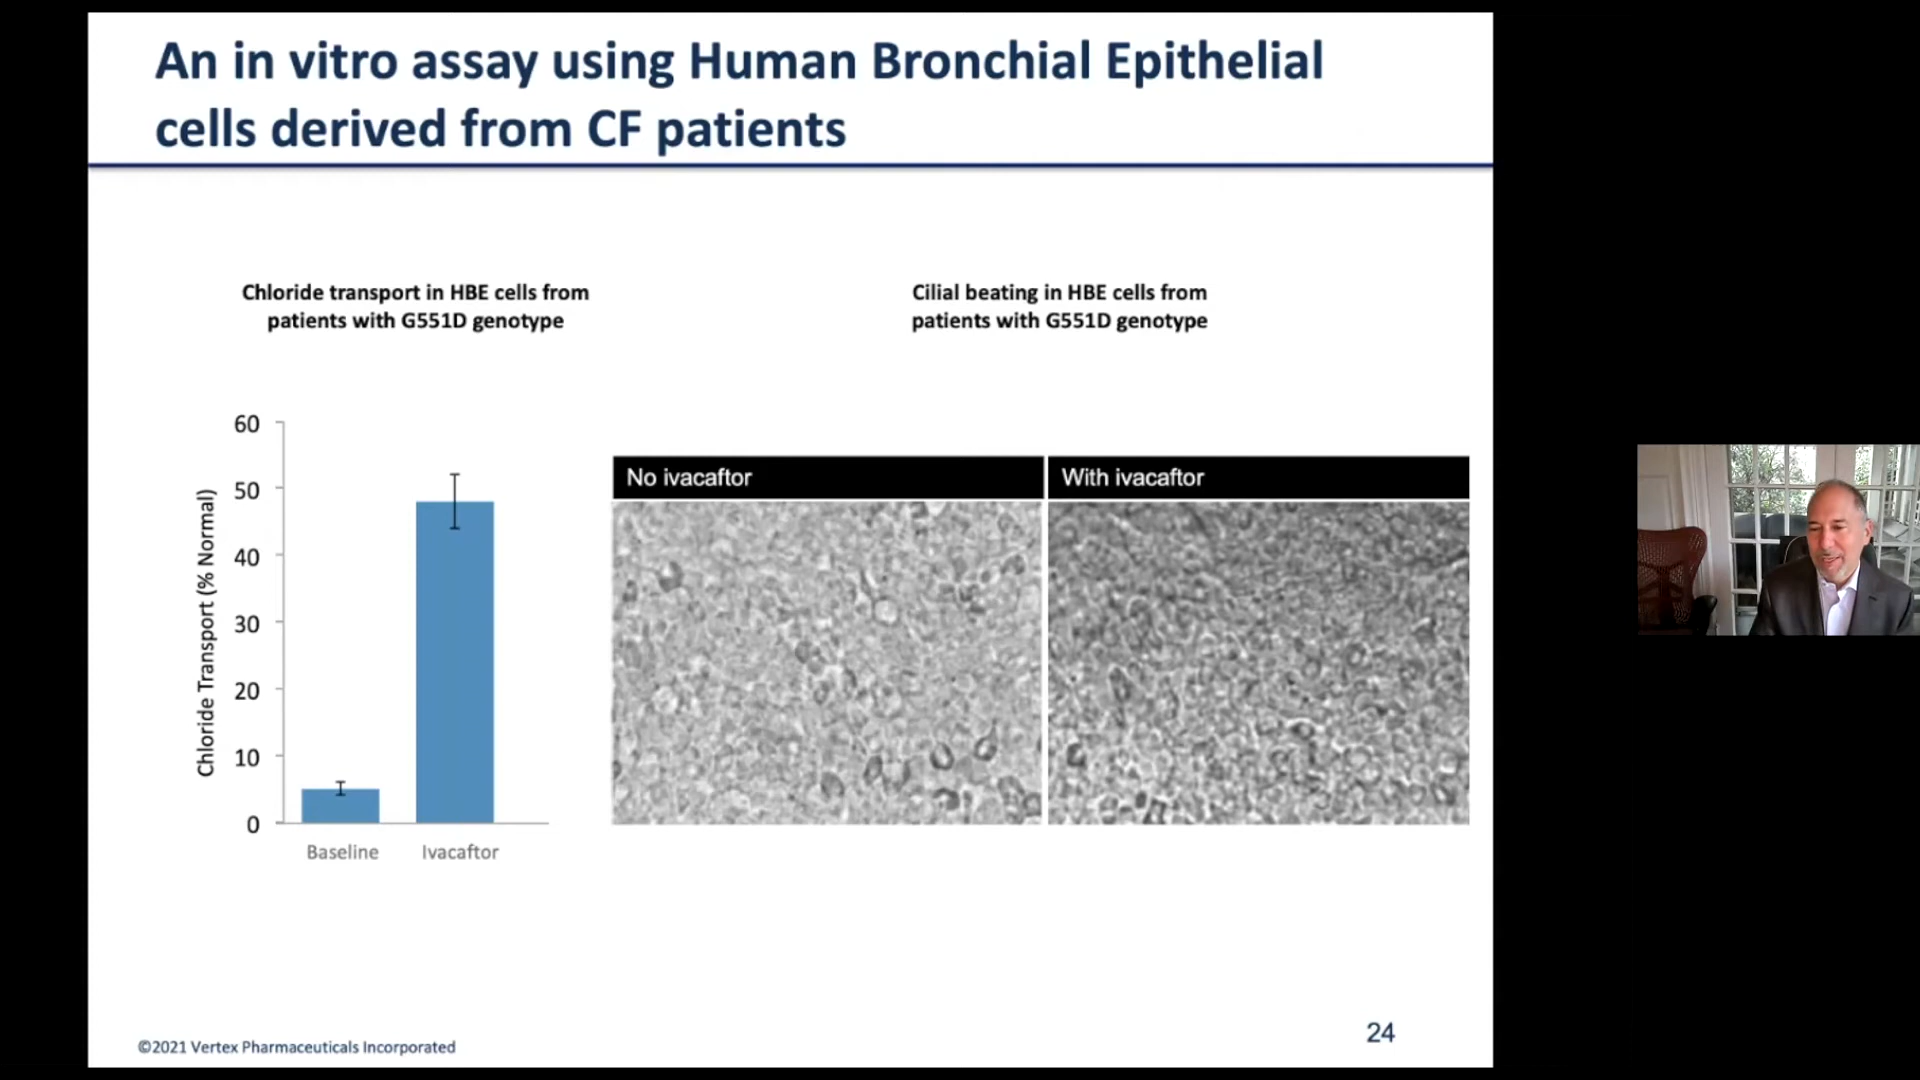 An in vitro assay using Human Bronchial Epithelial
cells derived from CF patients
Chloride transport in HBE cells from
patients with G551D genotype
Cilial beating in HBE cells from
patients with G551D genotype
Chloride Transport (% Normal)
60
50
40
30
20
10
0
Baseline
Ivacaftor
No ivacaftor
With ivacaftor
©2021 Vertex Pharmaceuticals Incorporated
24